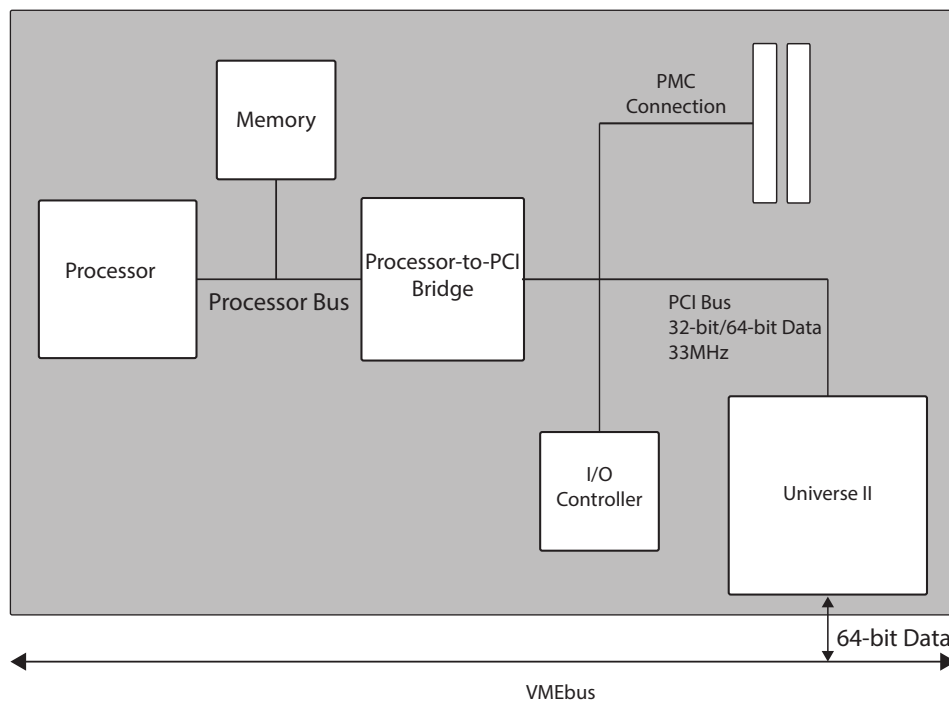 PMC
Connection
Memory
Processor
Processor-to-PCI
Bridge
Processor Bus
PCI Bus
32-bit/64-bit Data
33MHz
I/O
Controller
Universe II
64-bit Data
VMEbus